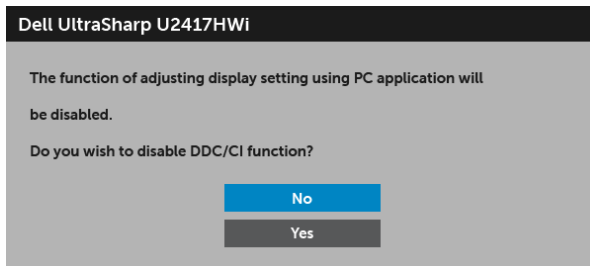 Dell UltraSharp U2417HWi
The function of adjusting display setting using PC application will
be disabled.
Do you wish to disable DDC/CI function?
No
Yes